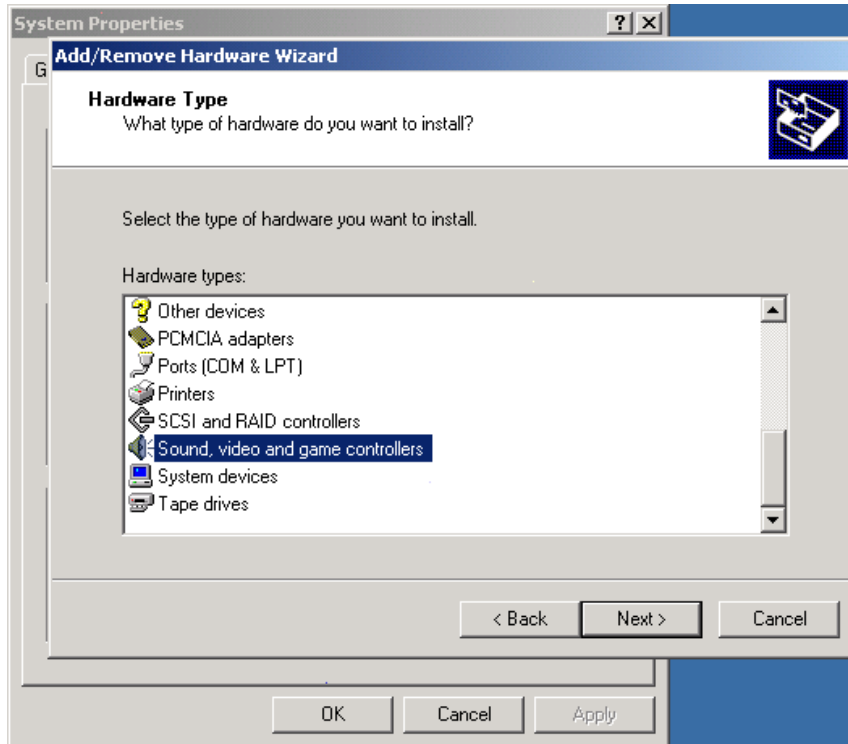 System Properties
? X
G
Add/Remove Hardware Wizard
Hardware Type
What type of hardware do you want to install?
Select the type of hardware you want to install.
Hardware types:
Other devices
PCMCIA adapters
Ports (COM & LPT)
Printers
SCSI and RAID controllers
Sound, video and game controllers
System devices
Tape drives
< Back Next > Cancel
OK Cancel Apply